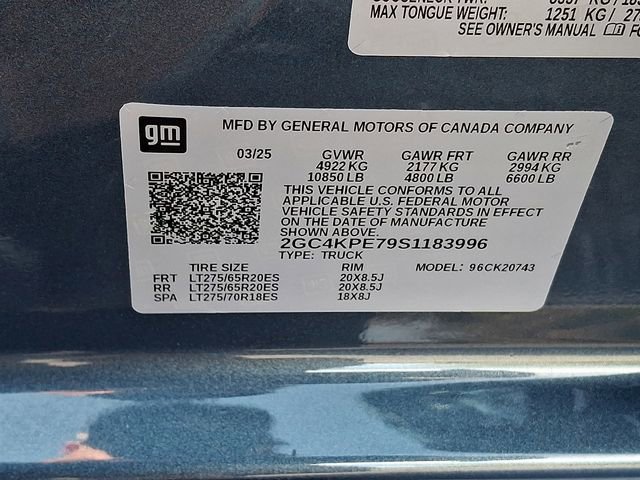 MAX TONGUE WEIGHT: 1251 KG/ 27
SEE OWNER'S MANUAL
gm
MFD BY GENERAL MOTORS OF CANADA COMPANY
03/25 GVWR GAWR FRT GAWR RR
4922 KG 2177 KG 2994 KG
10850 LB 4800 LB 6600 LB
THIS VEHICLE CONFORMS TO ALL
APPLICABLE U.S. FEDERAL MOTOR
VEHICLE SAFETY STANDARDS IN EFFECT
ON THE DATE OF MANUFACTURE
SHOWN ABOVE.
2GC4KPE79S1183996
TYPE: TRUCK
TIRE SIZE RIM MODEL: 96CK20743
FRT LT275/65R20ES 20X8.5J
RR LT275/65R20ES 20X8.5J
SPA LT275/70R18ES 18X8J